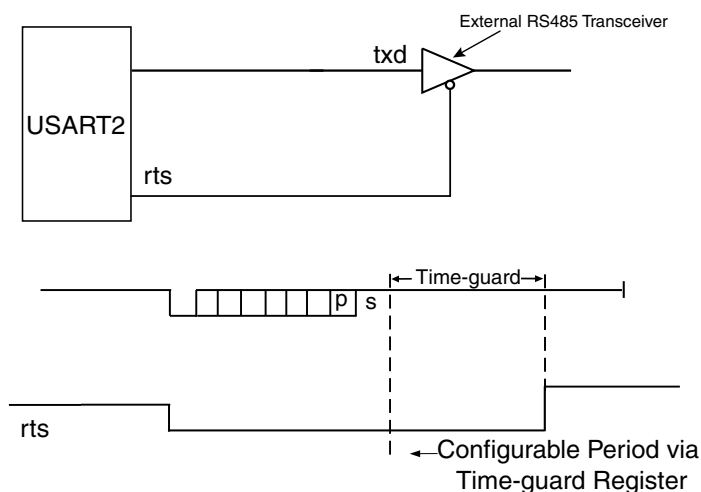 External RS485 Transceiver
txd
USART2
rts
Time-guard
p
s
rts
Configurable Period via
Time-guard Register